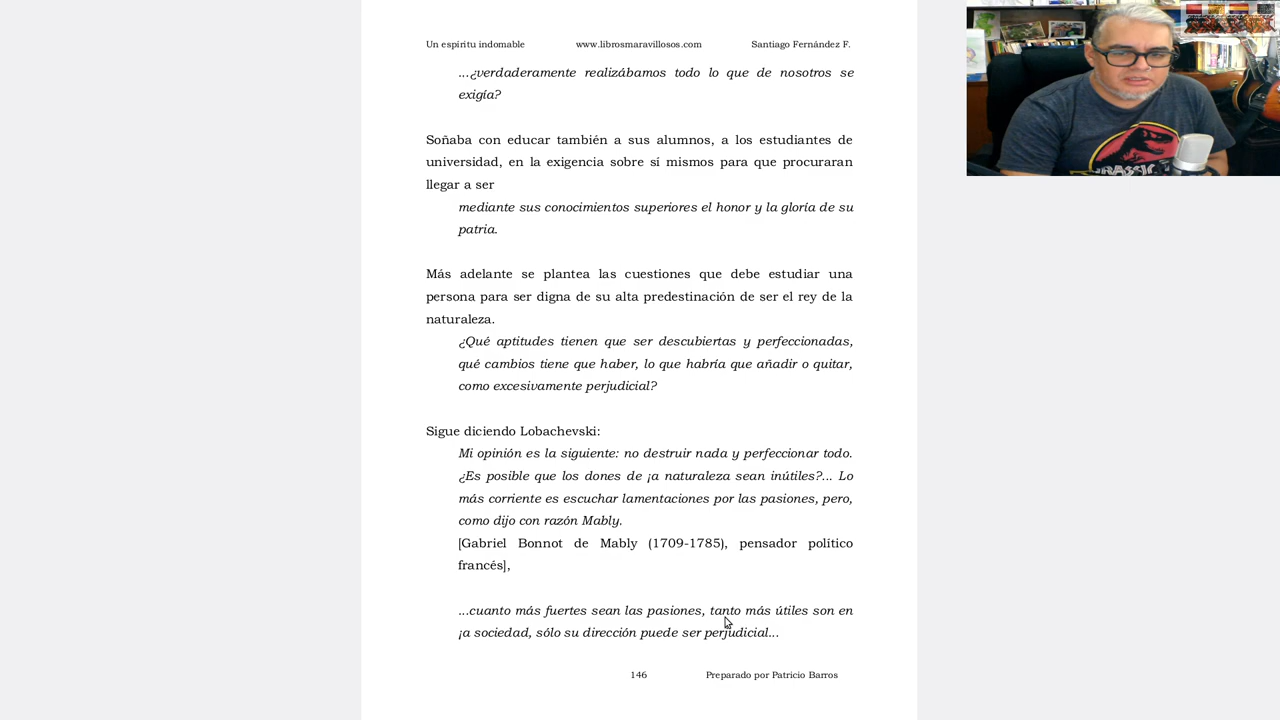 Un espíritu indomable www.librosmaravillosos.com Santiago Fernández F.
...¿verdaderamente realizábamos todo lo que de nosotros se
exigía?
Soñaba con educar también a sus alumnos, a los estudiantes de
universidad, en la exigencia sobre sí mismos para que procuraran
llegar a ser
mediante sus conocimientos superiores el honor y la gloria de su
patria.
Más adelante se plantea las cuestiones que debe estudiar una
persona para ser digna de su alta predestinación de ser el rey de la
naturaleza.
¿Qué aptitudes tienen que ser descubiertas y perfeccionadas,
qué cambios tiene que haber, lo que habría que añadir o quitar,
como excesivamente perjudicial?
Sigue diciendo Lobachevski:
Mi opinión es la siguiente: no destruir nada y perfeccionar todo.
¿Es posible que los dones de ¡a naturaleza sean inútiles?... Lo
más corriente es escuchar lamentaciones por las pasiones, pero,
como dijo con razón Mably.
[Gabriel Bonnot de Mably (1709-1785), pensador político
francés],
...cuanto más fuertes sean las pasiones, tanto más útiles son en
¡a sociedad, sólo su dirección puede ser perjudicial...
146 Preparado por Patricio Barros
JURASSIC